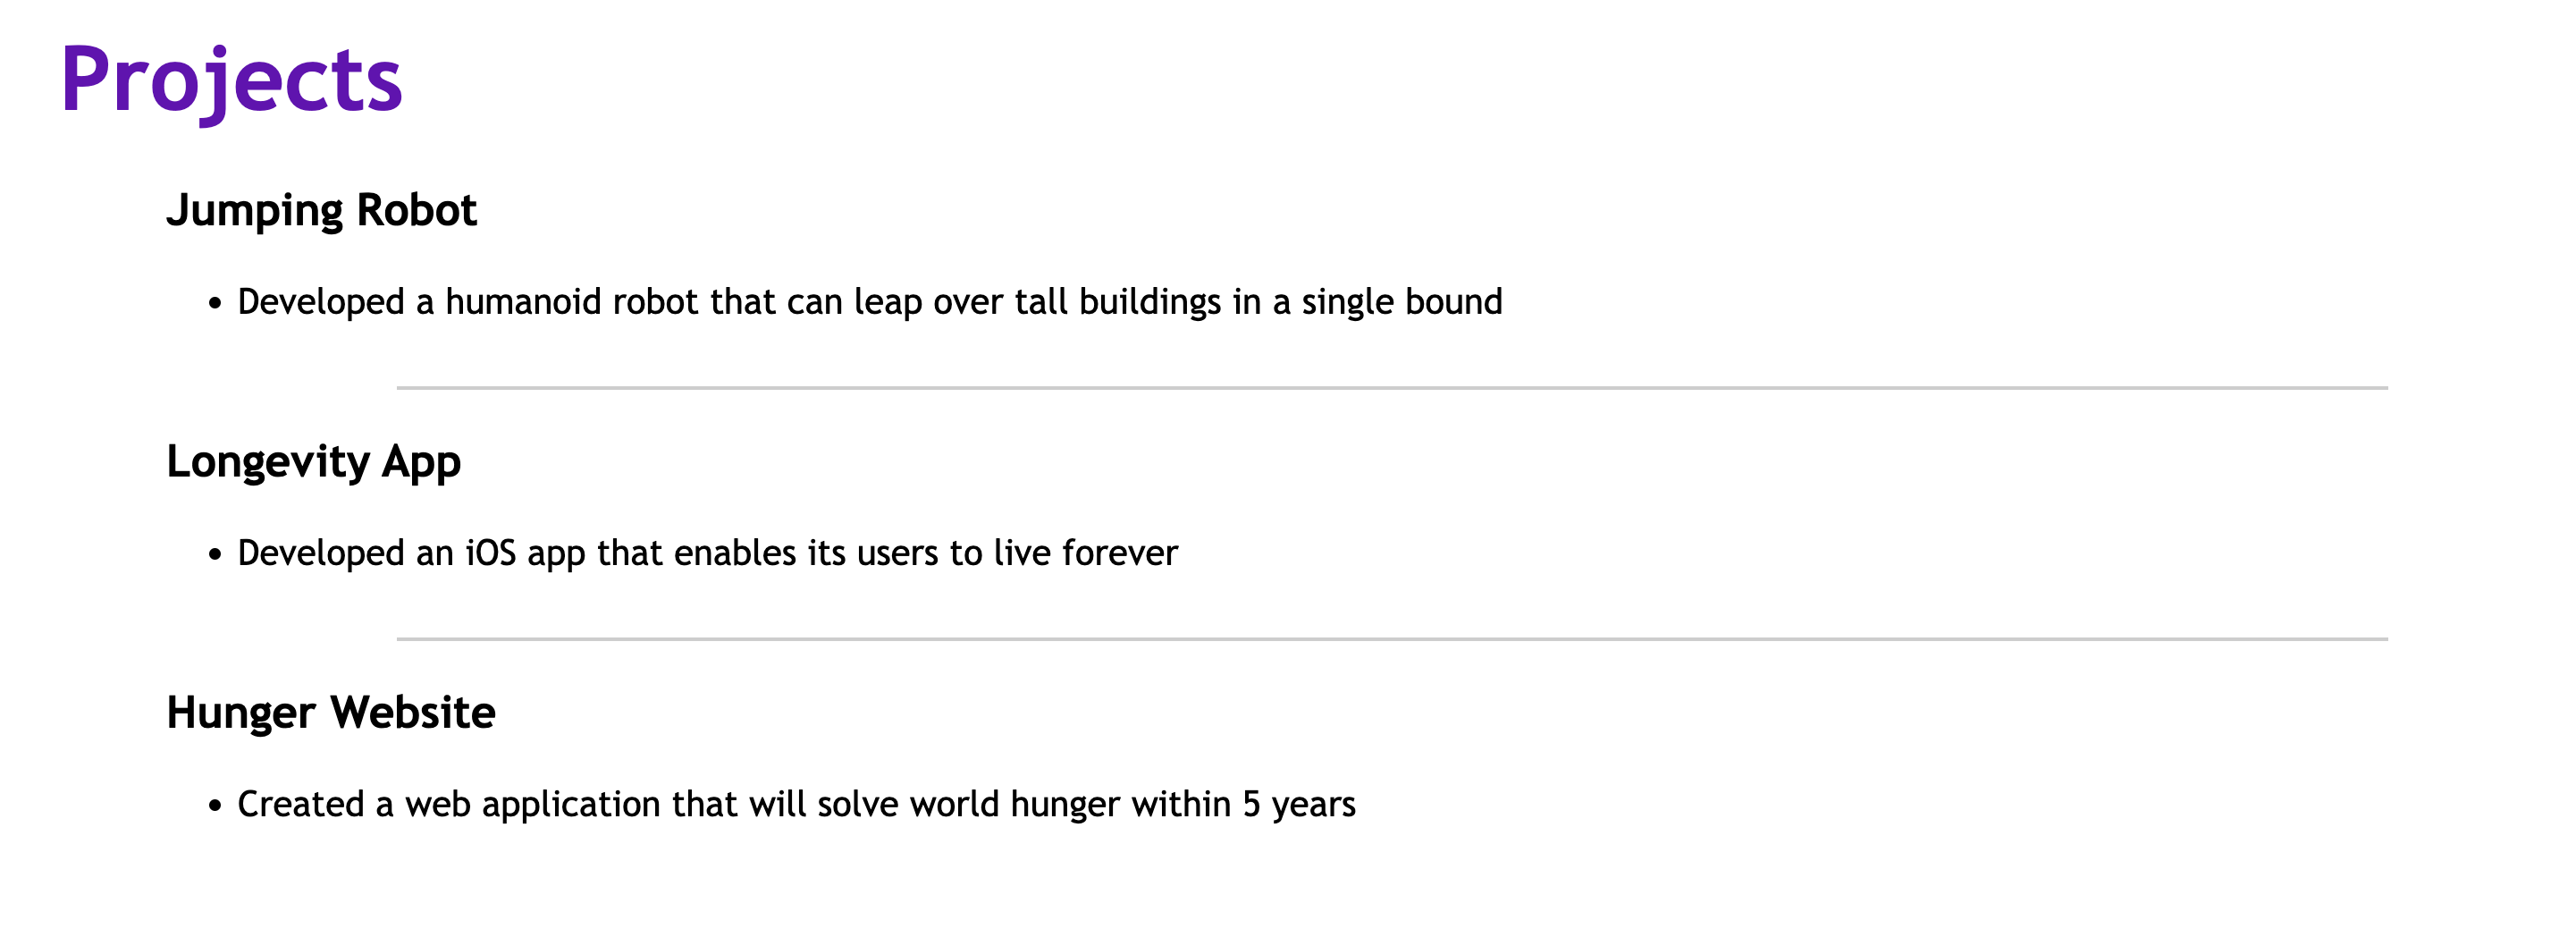 Projects
Jumping Robot
• Developed a humanoid robot that can leap over tall buildings in a single bound
Longevity App
• Developed an iOS app that enables its users to live forever
Hunger Website
• Created a web application that will solve world hunger within 5 years